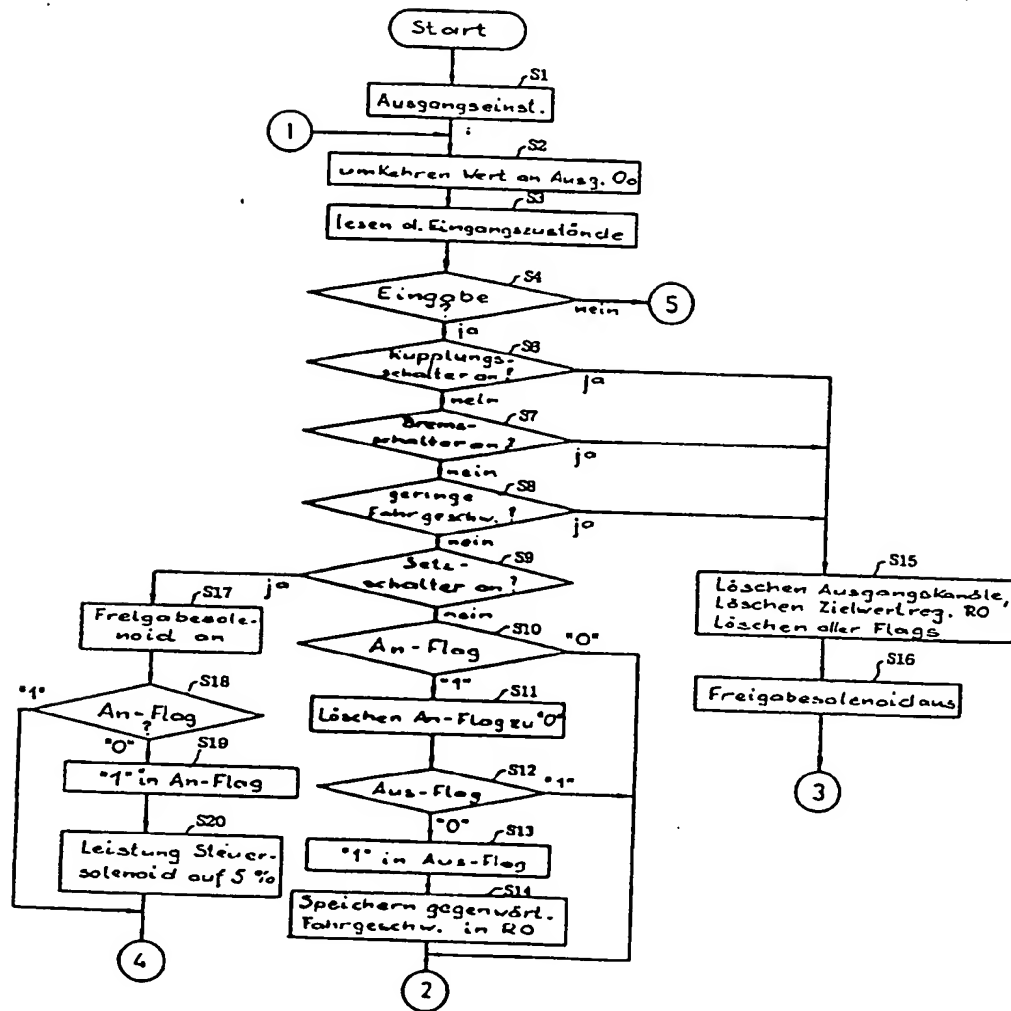 Start
S1
Ausgangseinst.
1
S2
umkehren Wert an Ausg. Oo
S3
lesen d. Eingangszustände
S4
Eingabe
?
nein
5
ja
S6
Kupplungs-
schalter an?
ja
nein
S7
Brems-
schalter an?
ja
nein
S8
geringe
Fahrgeschw.?
ja
nein
S9
Setz-
schalter an?
ja
nein
S17
Freigabesole-
noid an
S10
An-Flag
"0"
"1"
S15
Löschen Ausgangskanäle,
Löschen Zielwertreg. RO
Löschen aller Flags
S16
Freigabesolenoid aus
3
S18
"1"
An-Flag
?
"0"
S11
Löschen An-Flag zu "0"
S19
"1" in An-Flag
S12
Aus-Flag
"1"
"0"
S20
Leistung Steuer-
solenoid auf 5 %
S13
"1" in Aus-Flag
S14
Speichern gegenwärt.
Fahrgeschw. in RO
4
2